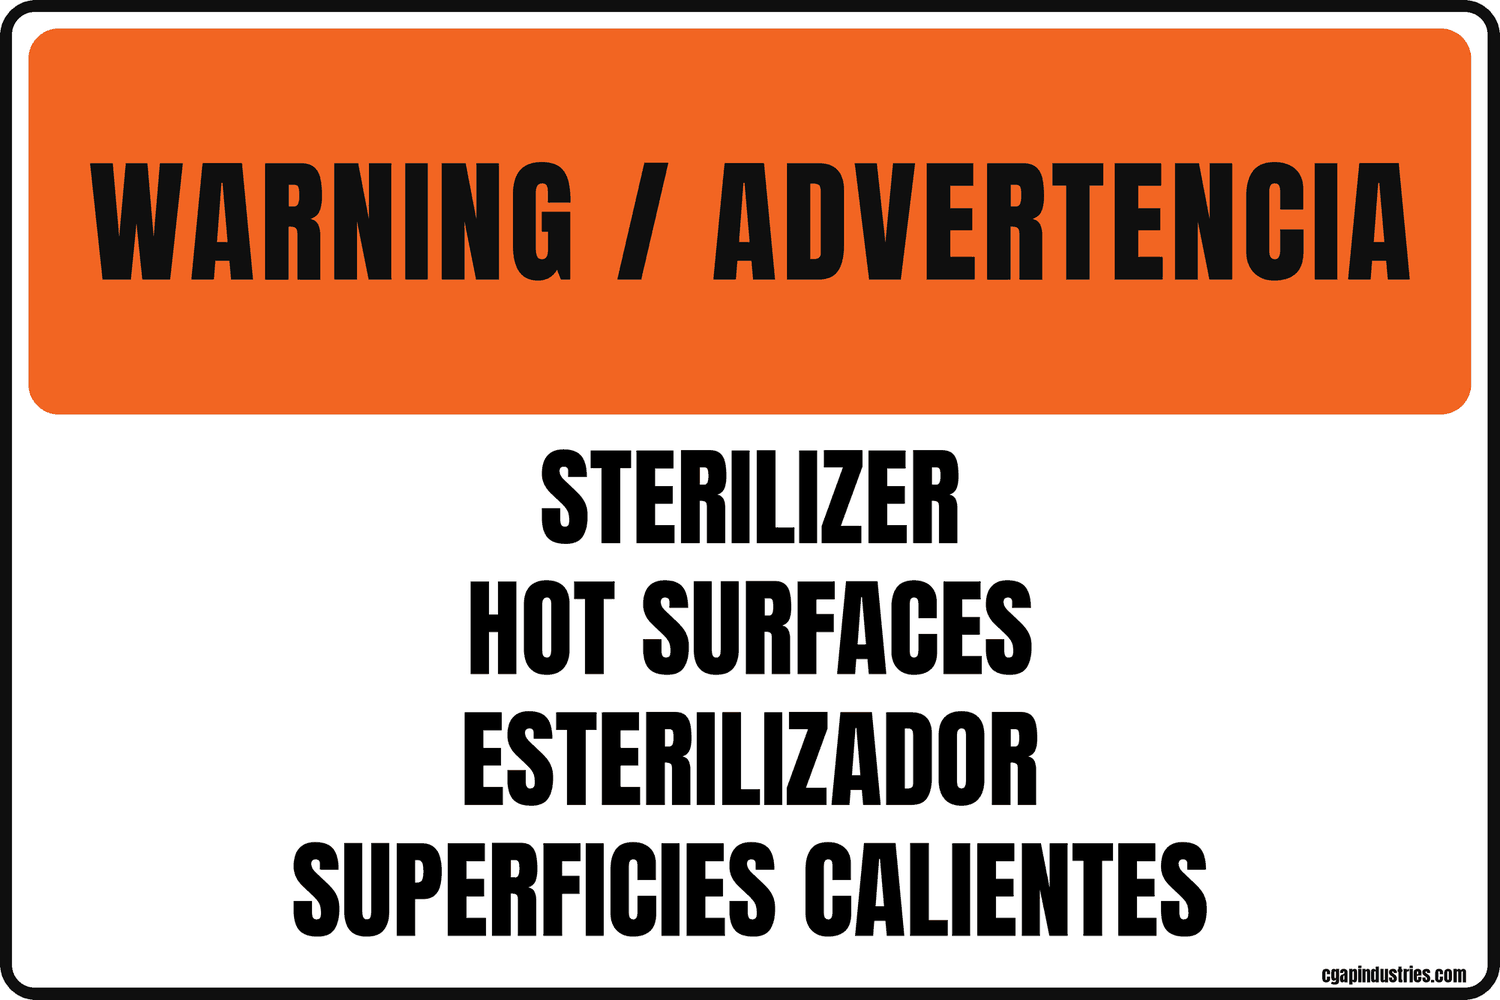 WARNING / ADVERTENCIA
STERILIZER
HOT SURFACES
ESTERILIZADOR
SUPERFICIES CALIENTES
cgapindustries.com